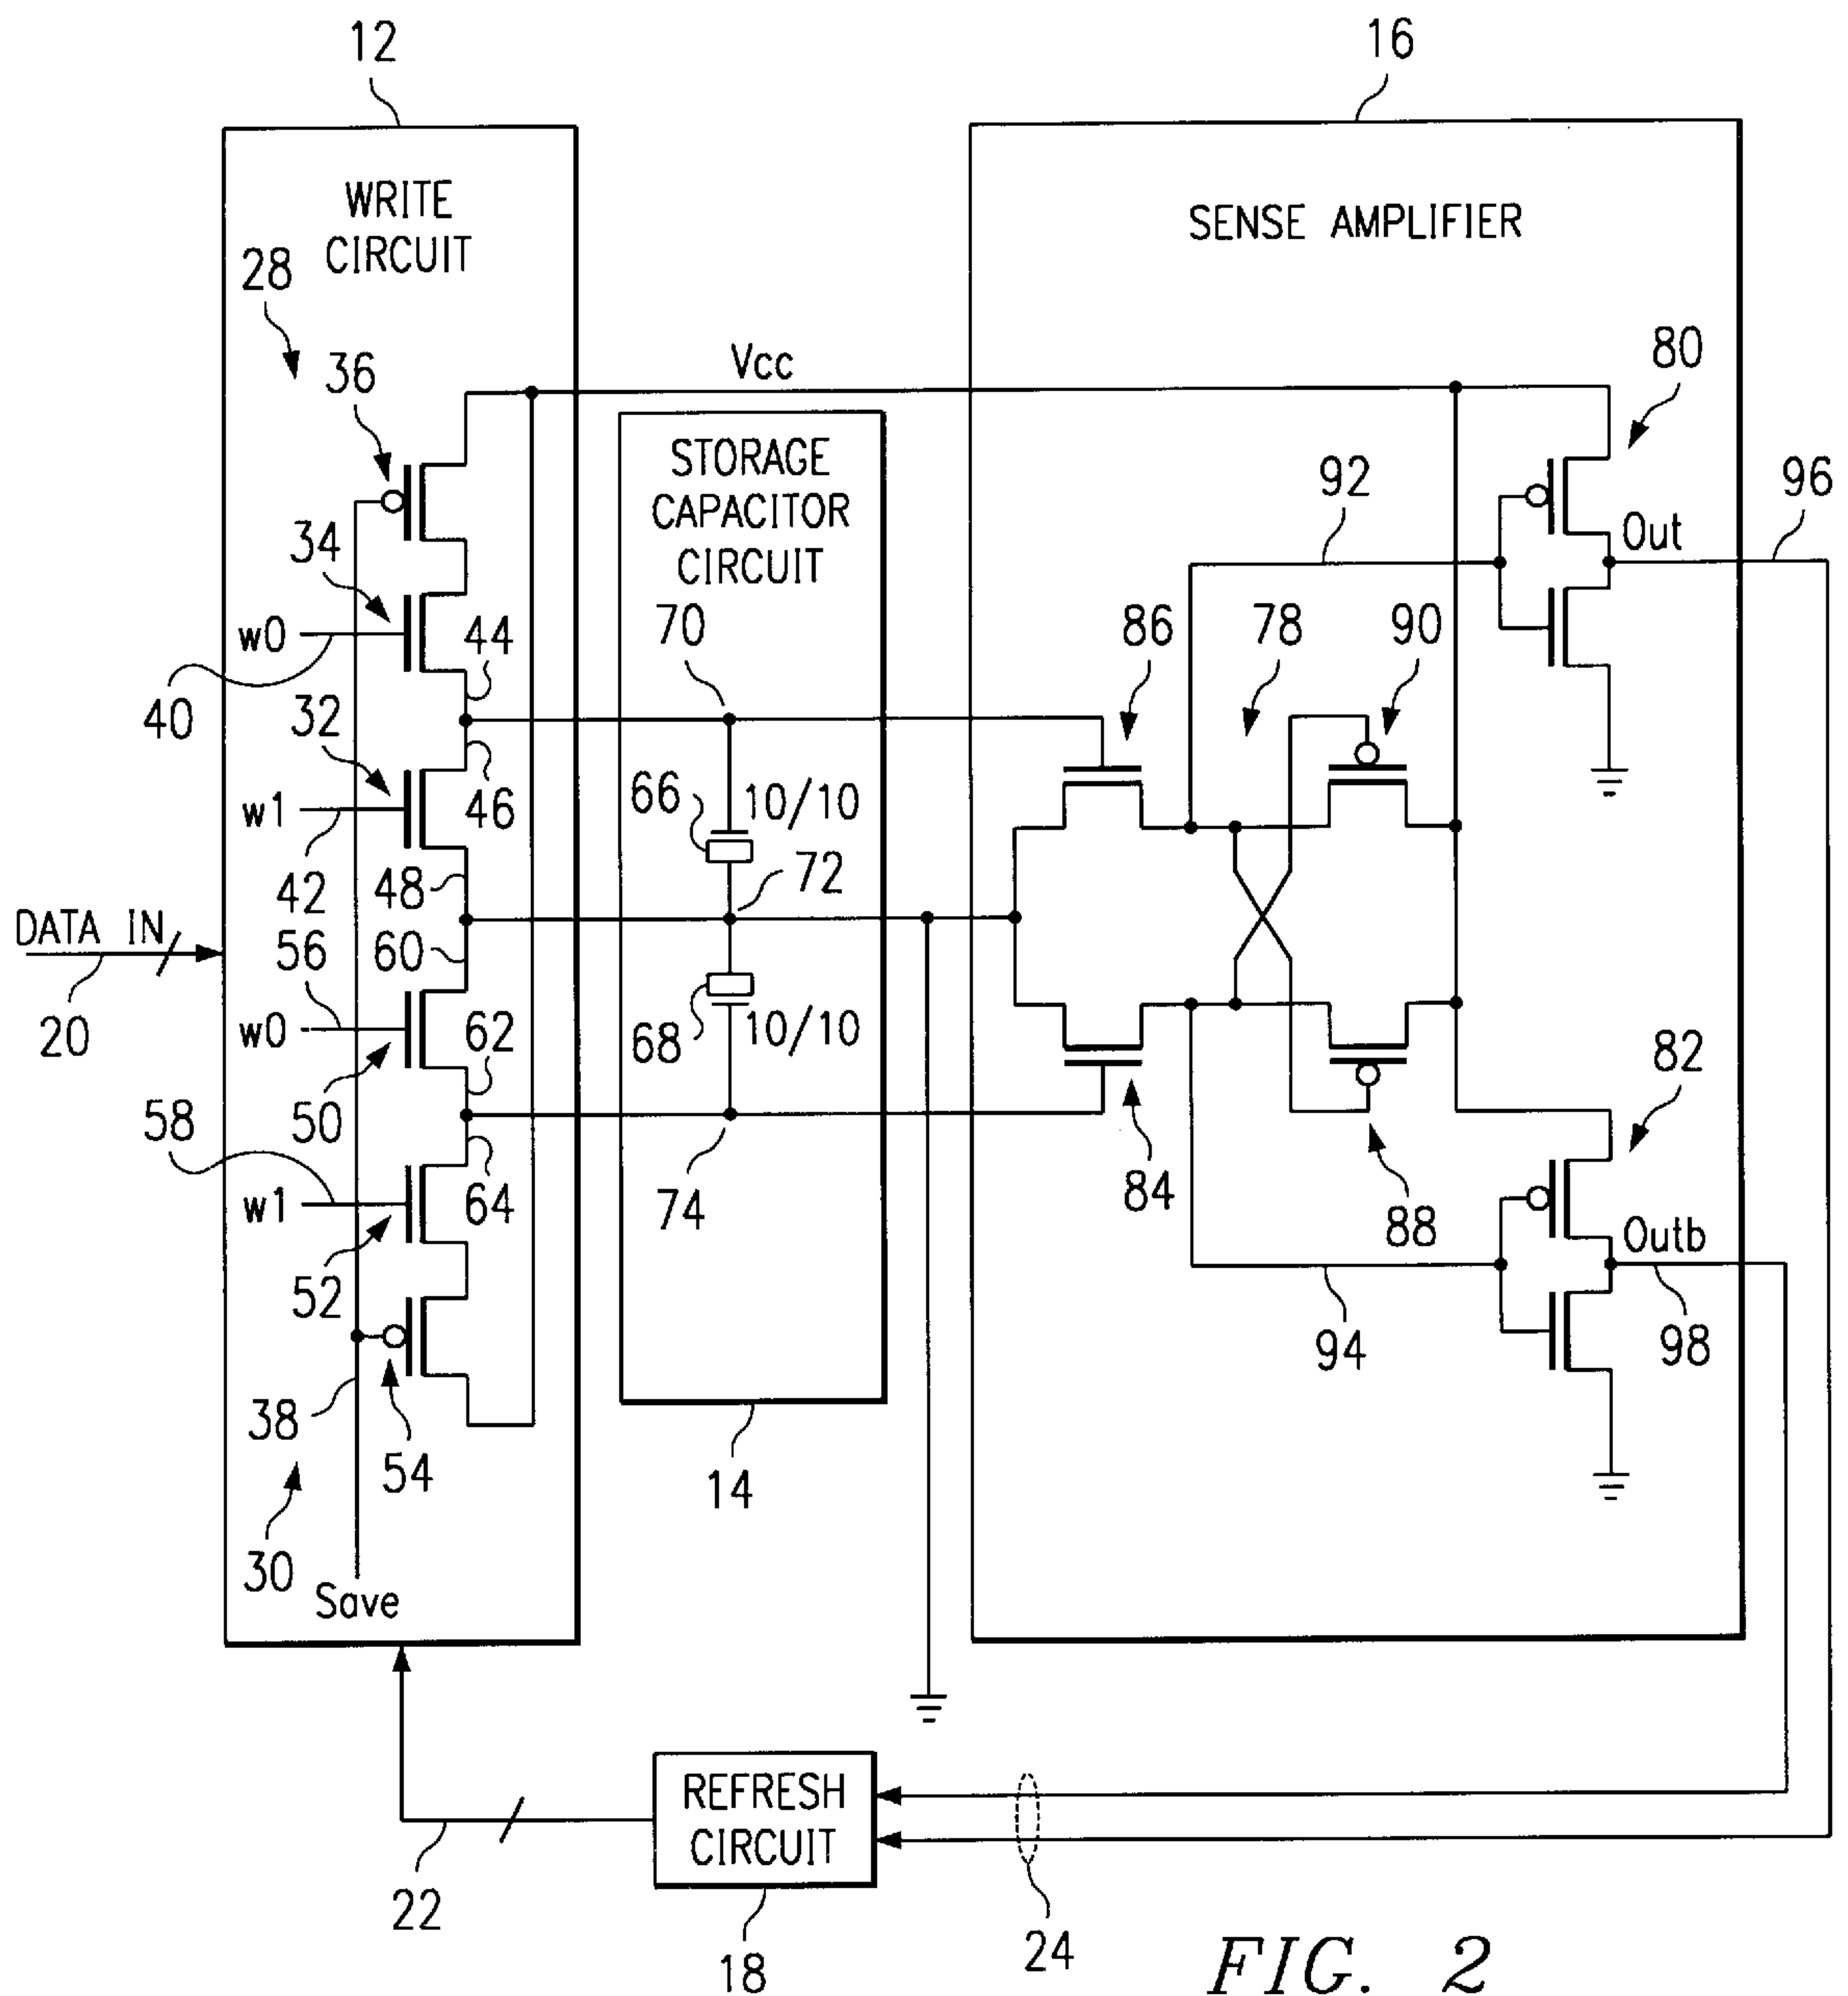 12
16
WRITE
CIRCUIT
SENSE AMPLIFIER
28
Vcc
80
36
STORAGE
CAPACITOR
CIRCUIT
92
96
34
Out
w0
44
70
86
78
90
40
32
66
10/10
w1
46
42
48
72
DATA IN
56
60
20
w0
62
68
10/10
82
58
50
w1
64
74
84
88
Outb
52
94
98
38
54
14
30
Save
REFRESH
CIRCUIT
22
18
24
FIG. 2